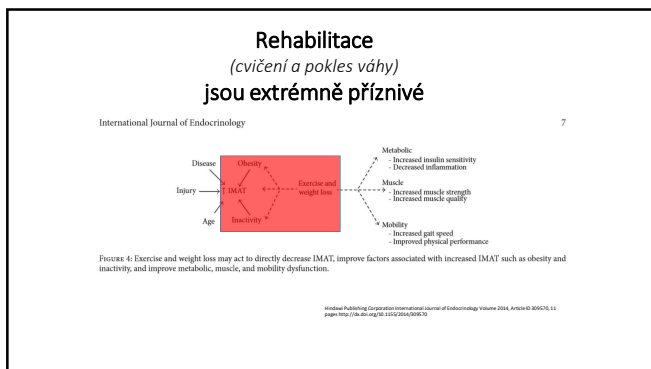 Rehabilitace
(cvičení a pokles váhy)
jsou extrémně příznivé
International Journal of Endocrinology 7
Disease
Obesity
Injury
↑ IMAT
Age
Inactivity
Exercise and
weight loss
Metabolic
- Increased insulin sensitivity
- Decreased inflammation
Muscle
- Increased muscle strength
- Increased muscle quality
Mobility
- Increased gait speed
- Improved physical performance
FIGURE 4: Exercise and weight loss may act to directly decrease IMAT, improve factors associated with increased IMAT such as obesity and
inactivity, and improve metabolic, muscle, and mobility dysfunction.
Hindawi Publishing Corporation International Journal of Endocrinology Volume 2014, Article ID 309570, 11
pages http://dx.doi.org/10.1155/2014/309570